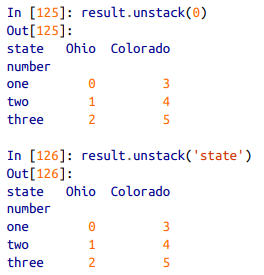 In [125]: result.unstack(0)
Out[125]:
state   Ohio  Colorado
number
one        0         3
two        1         4
three      2         5

In [126]: result.unstack('state')
Out[126]:
state   Ohio  Colorado
number
one        0         3
two        1         4
three      2         5